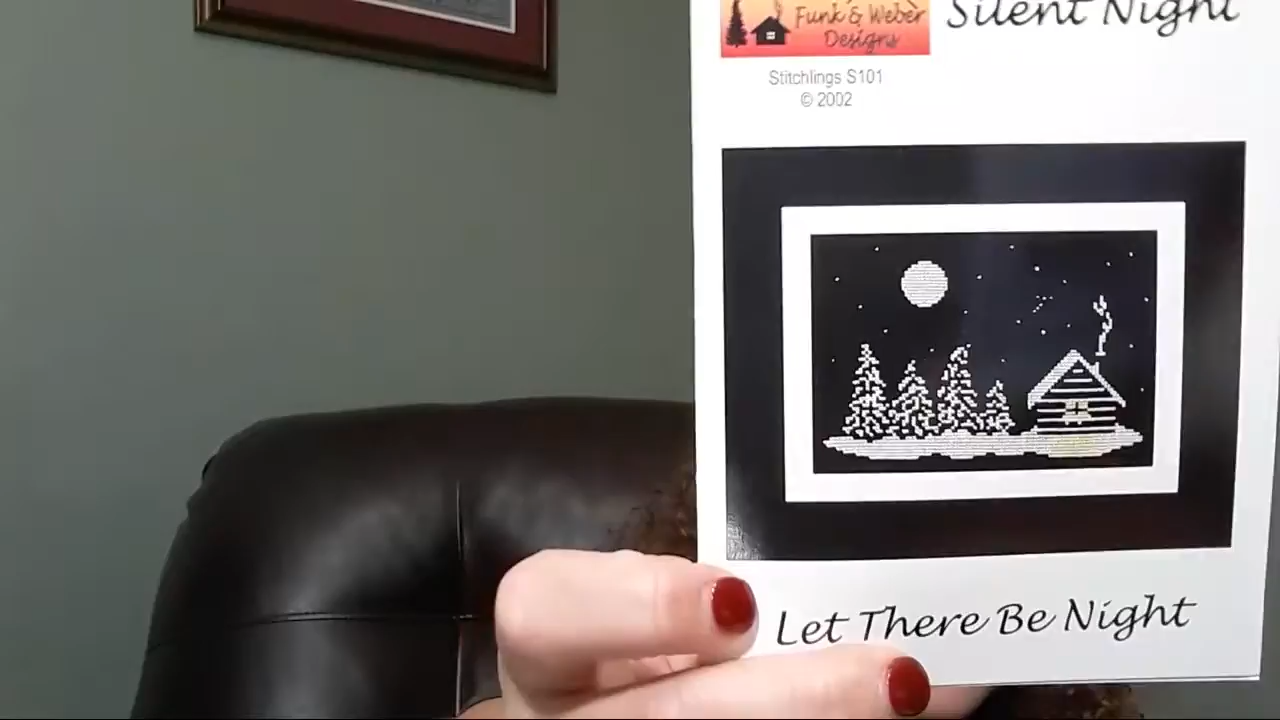 Silent Night
Funk & Weber
Designs
Stitchlings S101
© 2002
Let There Be Night